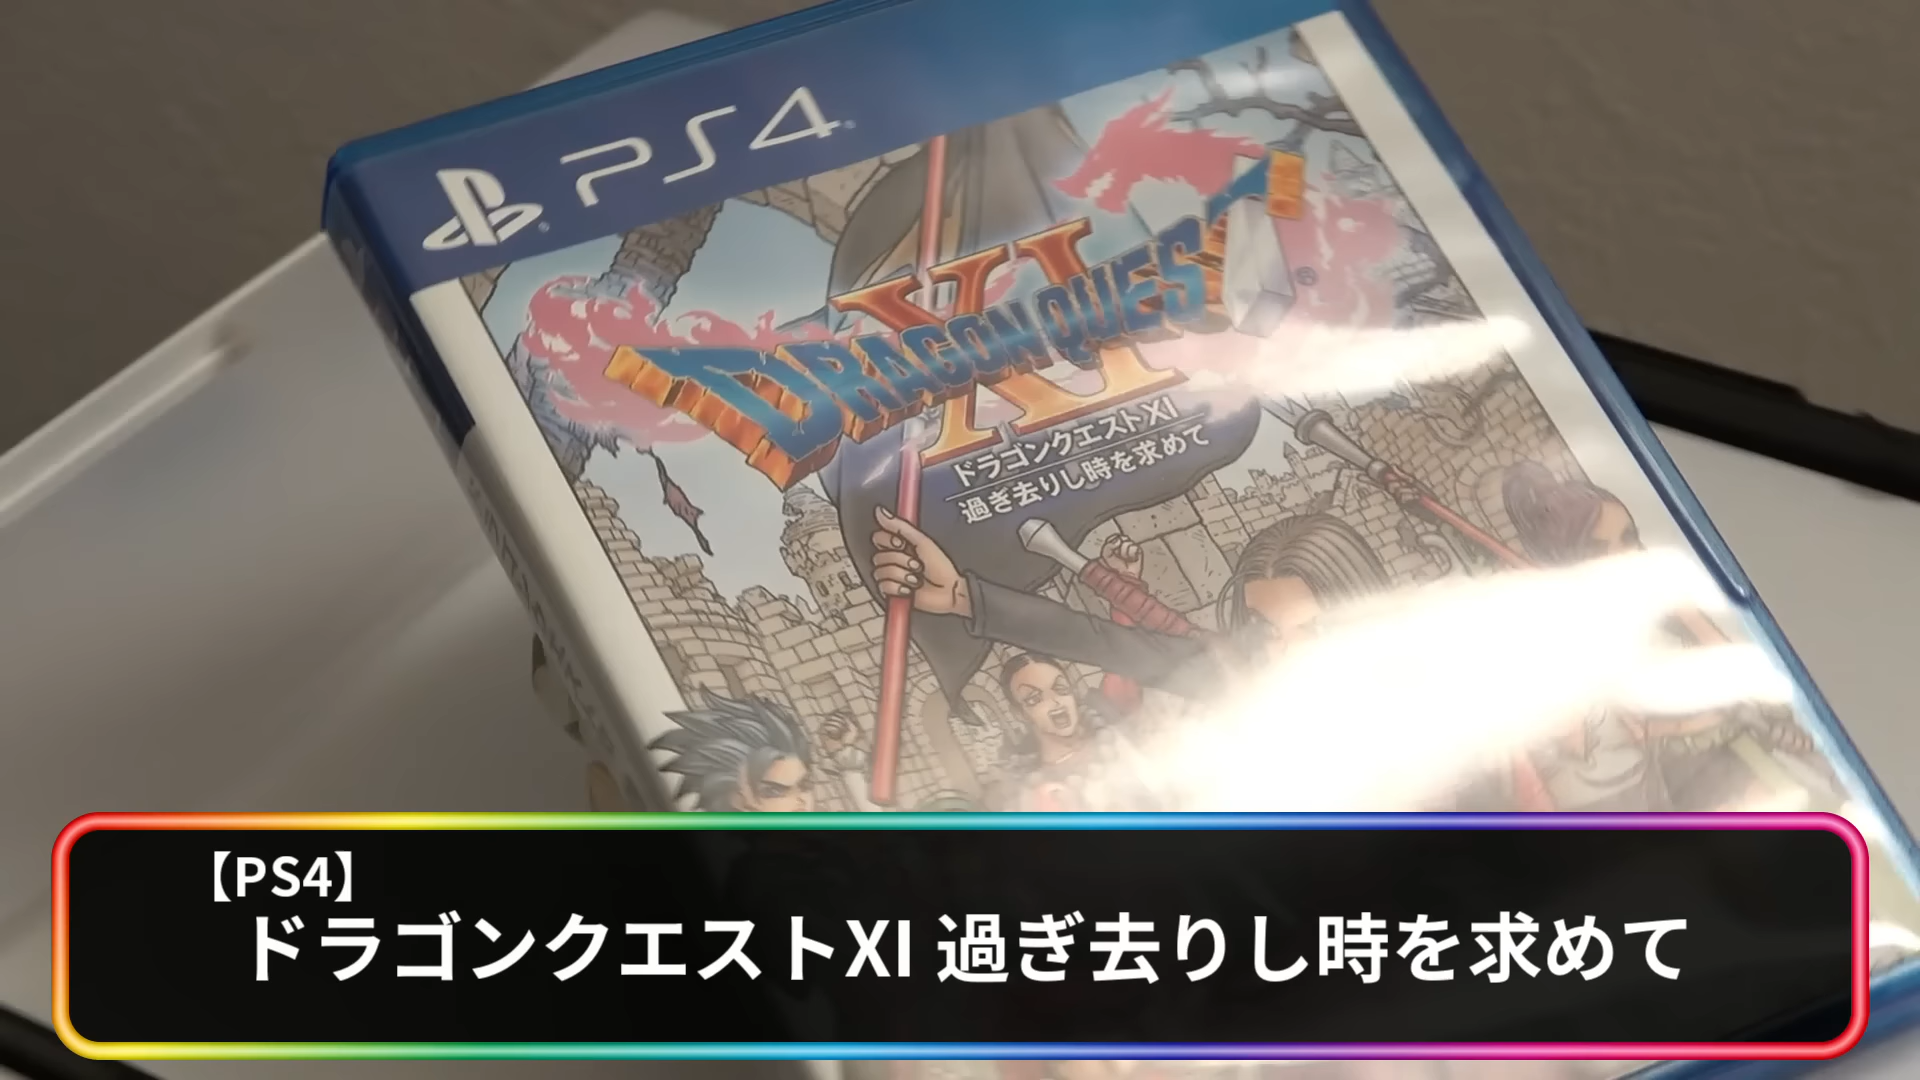 PS4
XI
DRAGON QUEST
ドラゴンクエストXI
過ぎ去りし時を求めて
【PS4】
ドラゴンクエストXI 過ぎ去りし時を求めて